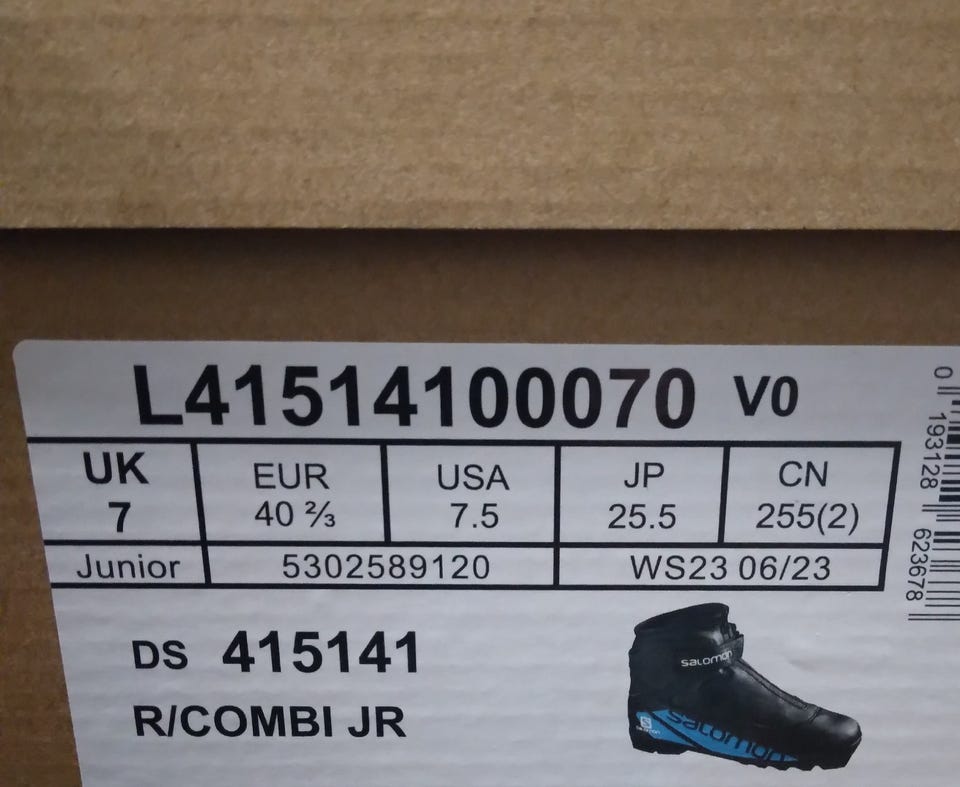 L41514100070 V0
UK EUR USA JP CN
7 40 ⅔ 7.5 25.5 255(2)
Junior 5302589120 WS23 06/23
DS 415141
R/COMBI JR
salomon
S
salomon
salomon
0 193128 623678